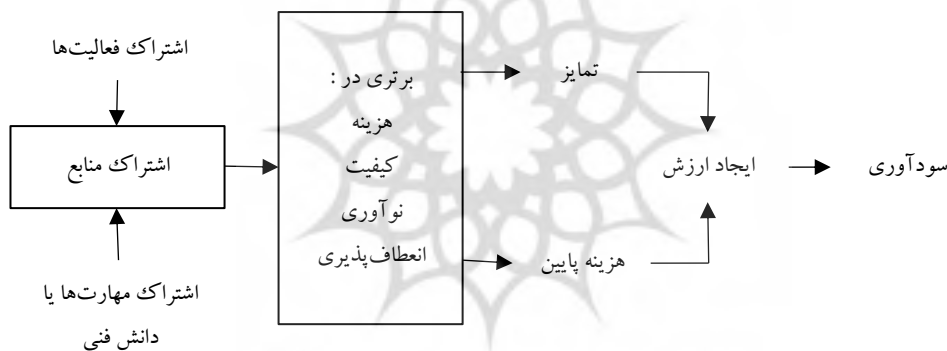 اشتراک فعالیت‌ها
اشتراک منابع
اشتراک مهارت‌ها یا
دانش فنی
برتری در :
هزینه
کیفیت
نوآوری
انعطاف‌پذیری
تمایز
هزینه پایین
ایجاد ارزش
سودآوری